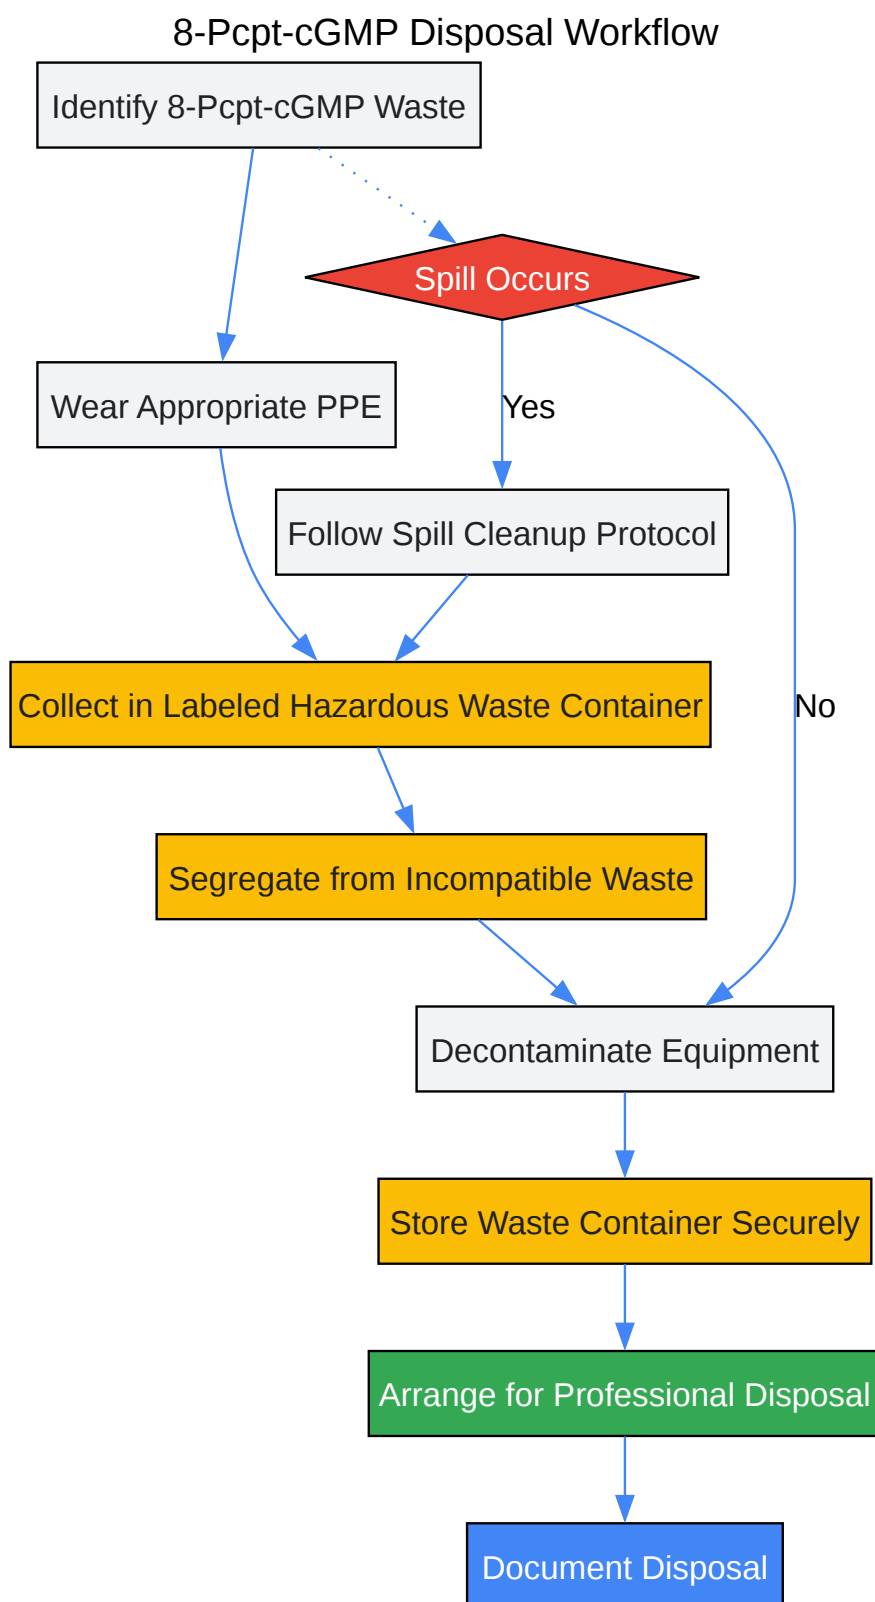 8-Pcpt-cGMP Disposal Workflow
Identify 8-Pcpt-cGMP Waste
Spill Occurs
Wear Appropriate PPE
Yes
Follow Spill Cleanup Protocol
Collect in Labeled Hazardous Waste Container
No
Segregate from Incompatible Waste
Decontaminate Equipment
Store Waste Container Securely
Arrange for Professional Disposal
Document Disposal